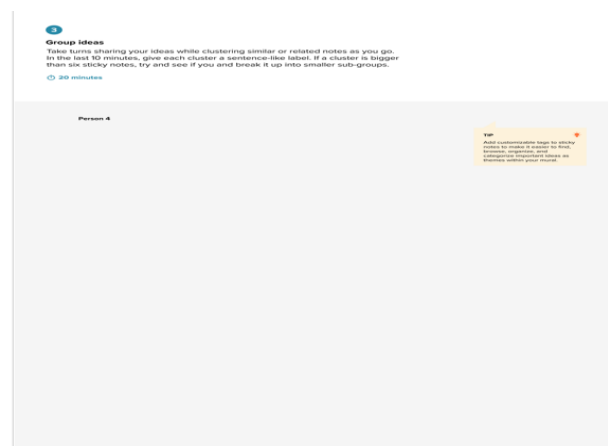 3
Group ideas
Take turns sharing your ideas while clustering similar or related notes as you go.
In the last 10 minutes, give each cluster a sentence-like label. If a cluster is bigger
than six sticky notes, try and see if you and break it up into smaller sub-groups.
20 minutes
Person 4
TIP
Add customizable tags to sticky
notes to make it easier to find,
browse, organize, and
categorize important ideas as
themes within your mural.